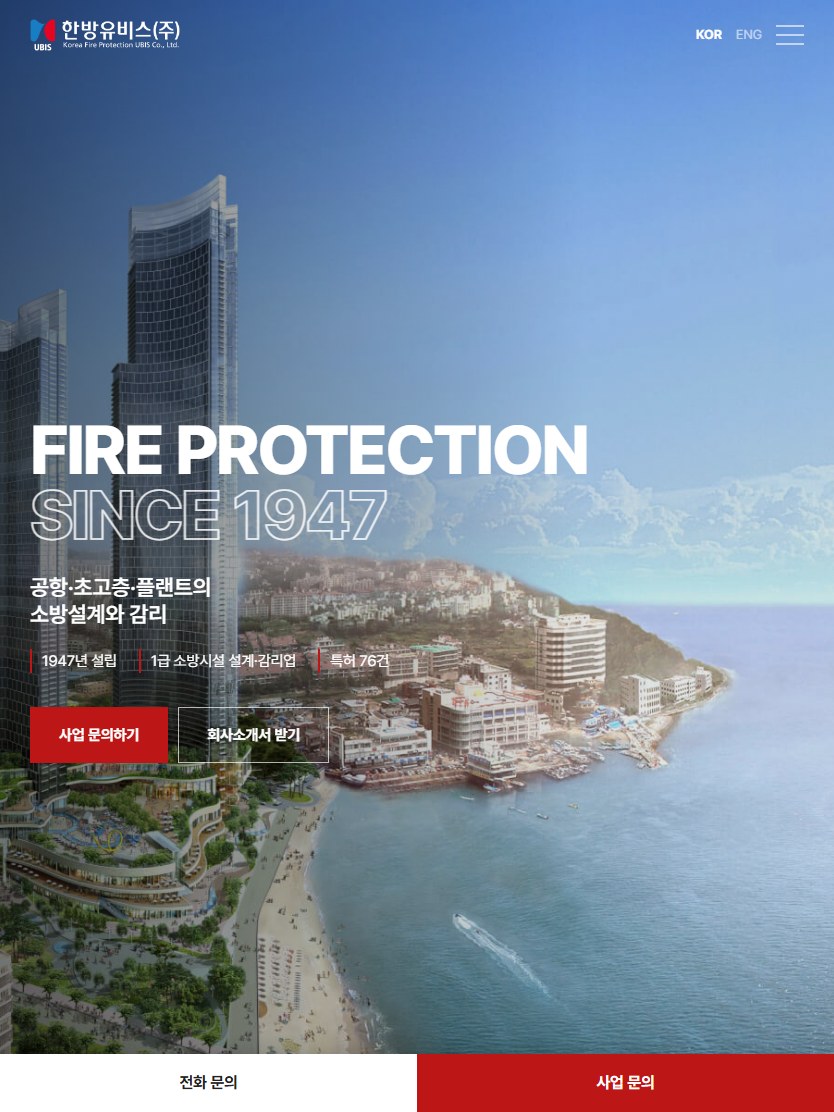 한방유비스(주)
UBIS
Korea Fire Protection UBIS Co., Ltd.
KOR ENG
FIRE PROTECTION
SINCE 1947
공항·초고층·플랜트의
소방설계와 감리
1947년 설립 1급 소방시설 설계·감리업 특허 76건
사업 문의하기 회사소개서 받기
전화 문의 사업 문의